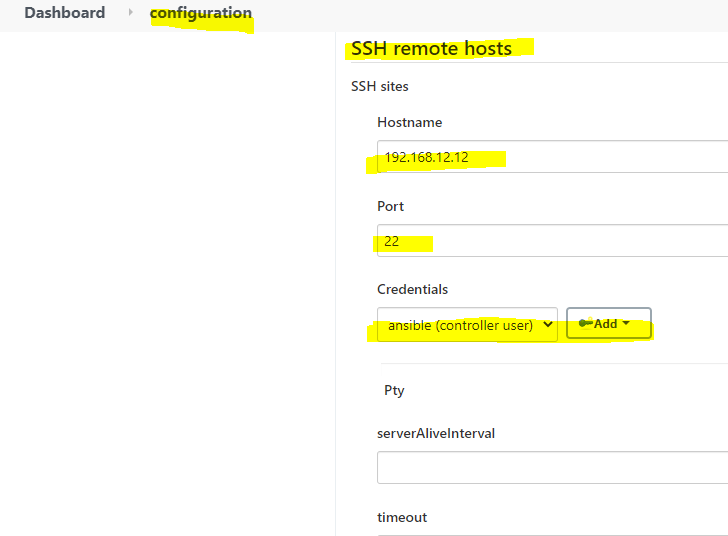 Dashboard configuration
SSH remote hosts
SSH sites
Hostname
192.168.12.12
Port
22
Credentials
ansible (controller user) Add
Pty
serverAliveInterval
timeout